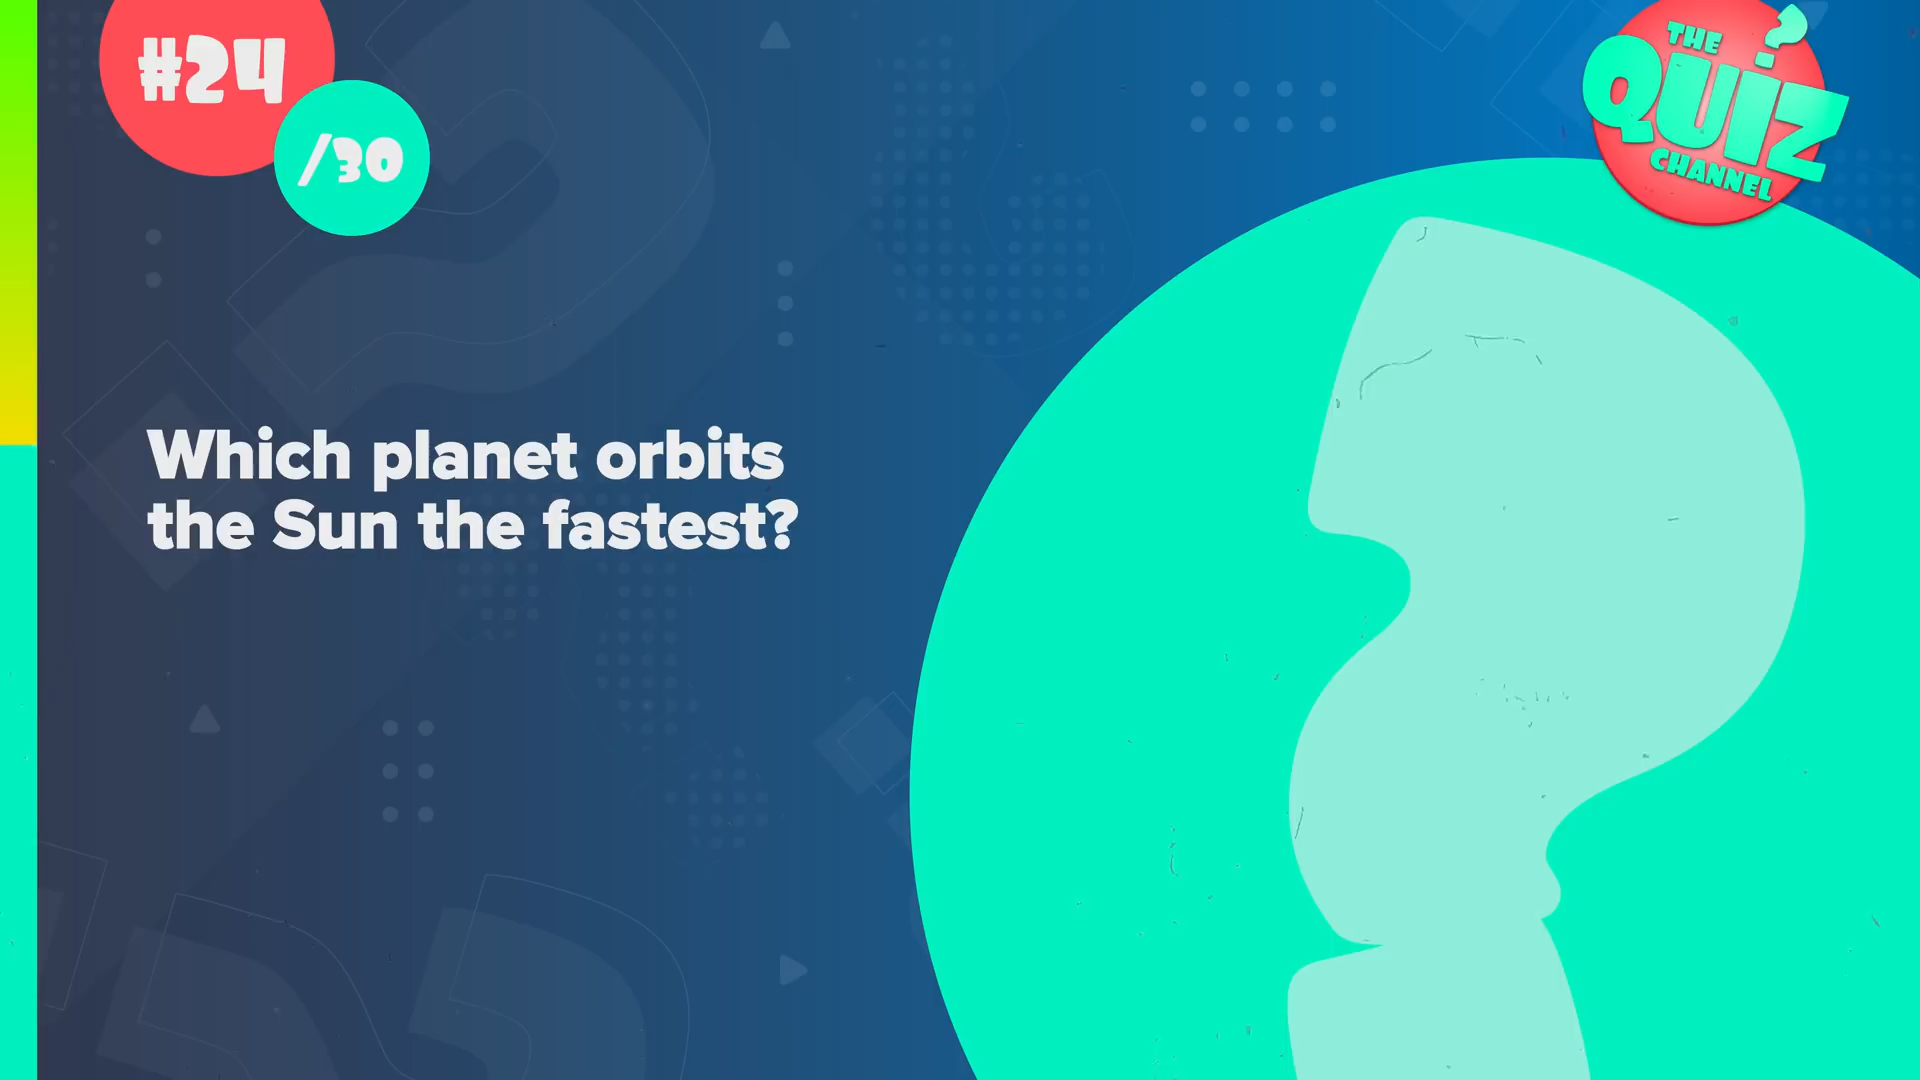 #24
/30
THE
QUIZ
CHANNEL
Which planet orbits
the Sun the fastest?